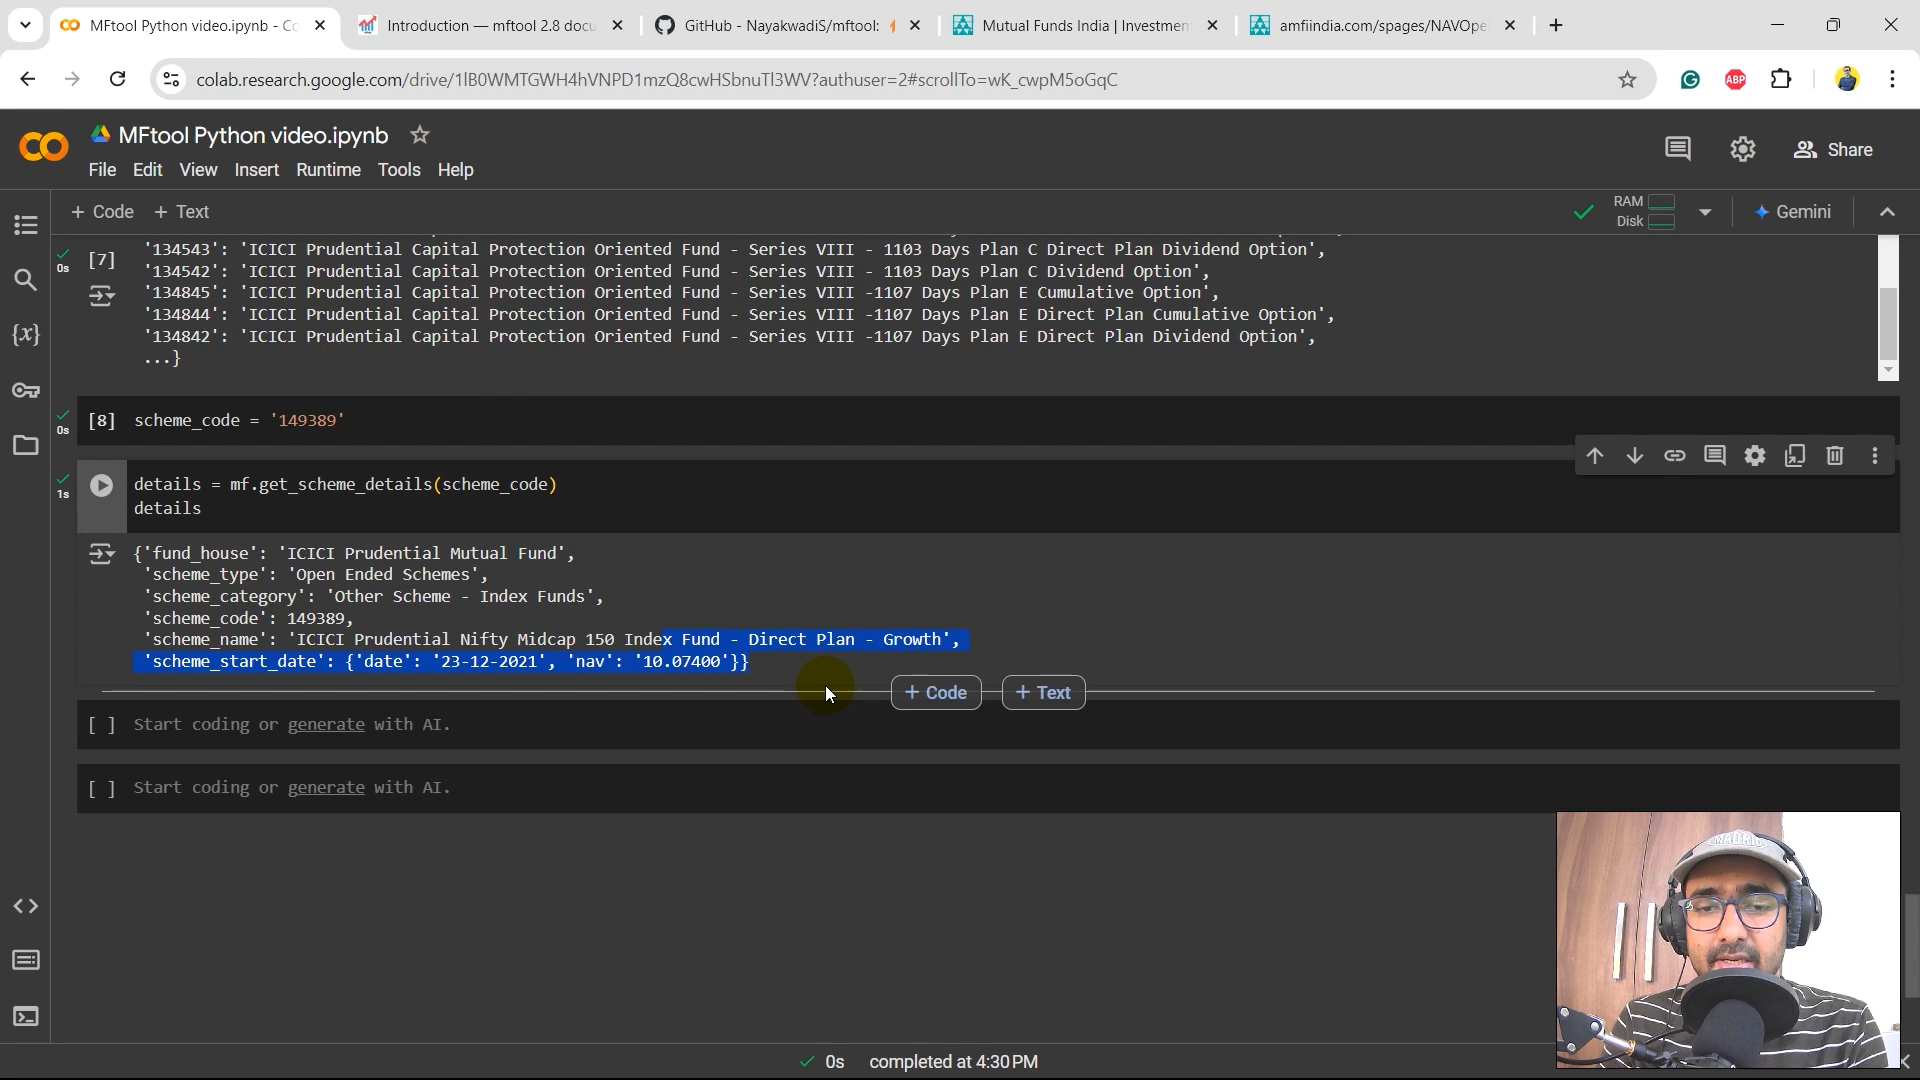 MFtool Python video.ipynb - Co
Introduction — mftool 2.8 docu
GitHub - NayakwadiS/mftool:
Mutual Funds India | Investmen
amfiindia.com/spages/NAVOpe
colab.research.google.com/drive/1lB0WMTGWH4hVNPD1mzQ8cwHSbnuTl3WV?authuser=2#scrollTo=wK_cwpM5oGqC
ABP
MFtool Python video.ipynb
File Edit View Insert Runtime Tools Help
Share
+ Code + Text
RAM
Disk
Gemini
[7]
0s
'134543': 'ICICI Prudential Capital Protection Oriented Fund - Series VIII - 1103 Days Plan C Direct Plan Dividend Option',
'134542': 'ICICI Prudential Capital Protection Oriented Fund - Series VIII - 1103 Days Plan C Dividend Option',
'134845': 'ICICI Prudential Capital Protection Oriented Fund - Series VIII -1107 Days Plan E Cumulative Option',
'134844': 'ICICI Prudential Capital Protection Oriented Fund - Series VIII -1107 Days Plan E Direct Plan Cumulative Option',
'134842': 'ICICI Prudential Capital Protection Oriented Fund - Series VIII -1107 Days Plan E Direct Plan Dividend Option',
...}
[8] scheme_code = '149389'
0s
details = mf.get_scheme_details(scheme_code)
1s
details
{'fund_house': 'ICICI Prudential Mutual Fund',
'scheme_type': 'Open Ended Schemes',
'scheme_category': 'Other Scheme - Index Funds',
'scheme_code': 149389,
'scheme_name': 'ICICI Prudential Nifty Midcap 150 Index Fund - Direct Plan - Growth',
'scheme_start_date': {'date': '23-12-2021', 'nav': '10.07400'}}
+ Code + Text
[ ] Start coding or generate with AI.
[ ] Start coding or generate with AI.
0s completed at 4:30 PM